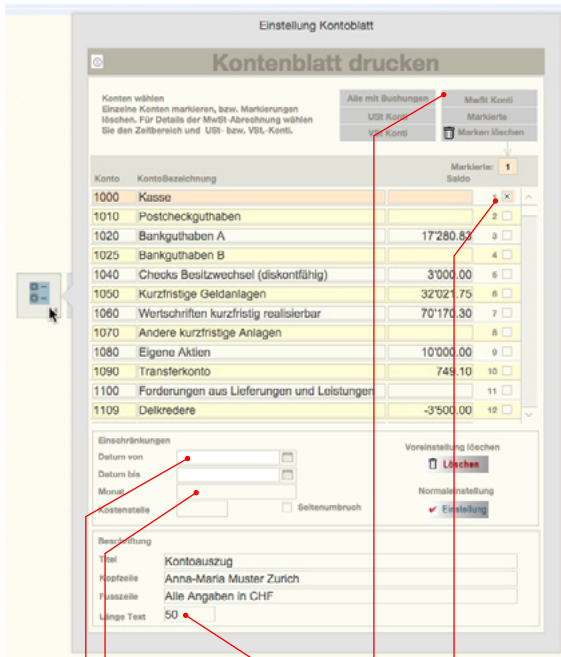 Einstellung Kontoblatt
Kontenblatt drucken
Konten wählen
Einzelne Konten markieren, bzw. Markierungen
löschen. Für Details der MwSt-Abrechnung wählen
Sie den Zeitbereich und USt- bzw. VSt.-Konti.
Alle mit Buchungen MwSt Konti
USt Konti Markierte
VSt Konti Marken löschen
Markierte: 1
Konto KontoBezeichnung Saldo
1000 Kasse 1
1010 Postcheckguthaben 2
1020 Bankguthaben A 17'280.83 3
1025 Bankguthaben B 4
1040 Checks Besitzwechsel (diskontfähig) 3'000.00 5
1050 Kurzfristige Geldanlagen 32'021.75 6
1060 Wertschriften kurzfristig realisierbar 70'170.30 7
1070 Andere kurzfristige Anlagen 8
1080 Eigene Aktien 10'000.00 9
1090 Transferkonto 749.10 10
1100 Forderungen aus Lieferungen und Leistungen 11
1109 Delkredere -3'500.00 12
Einschränkungen
Datum von
Datum bis
Monat
Kostenstelle Seitenumbruch
Voreinstellung löschen
Löschen
Normaleinstellung
Einstellung
Beschriftung
Titel Kontoauszug
Kopfzeile Anna-Maria Muster Zurich
Fusszeile Alle Angaben in CHF
Länge Text 50